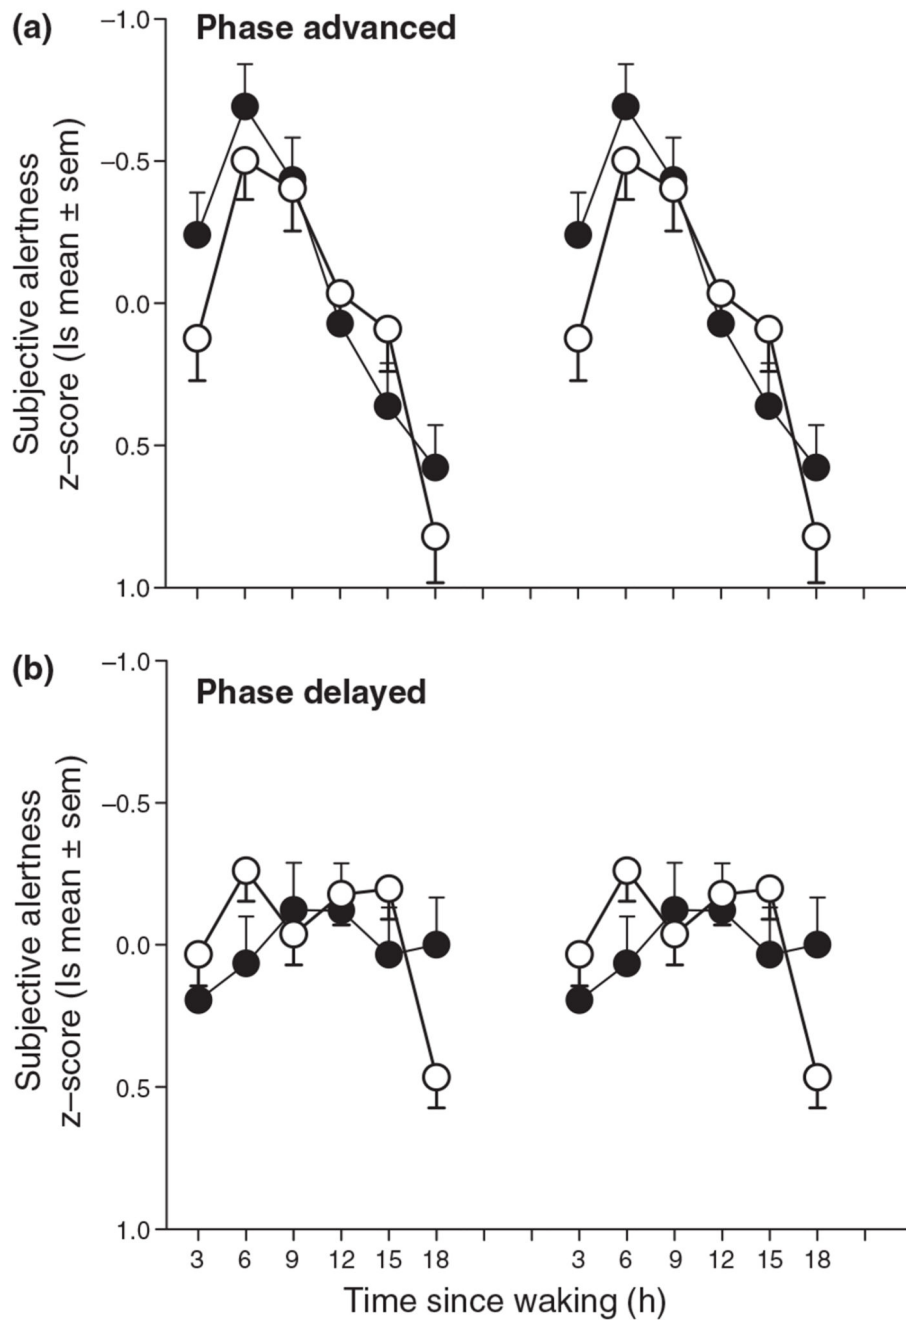 (a)
Phase advanced
Subjective alertness
z–score (ls mean ± sem)
–1.0
–0.5
0.0
0.5
1.0
(b)
Phase delayed
Subjective alertness
z–score (ls mean ± sem)
–1.0
–0.5
0.0
0.5
1.0
3 6 9 12 15 18 3 6 9 12 15 18
Time since waking (h)